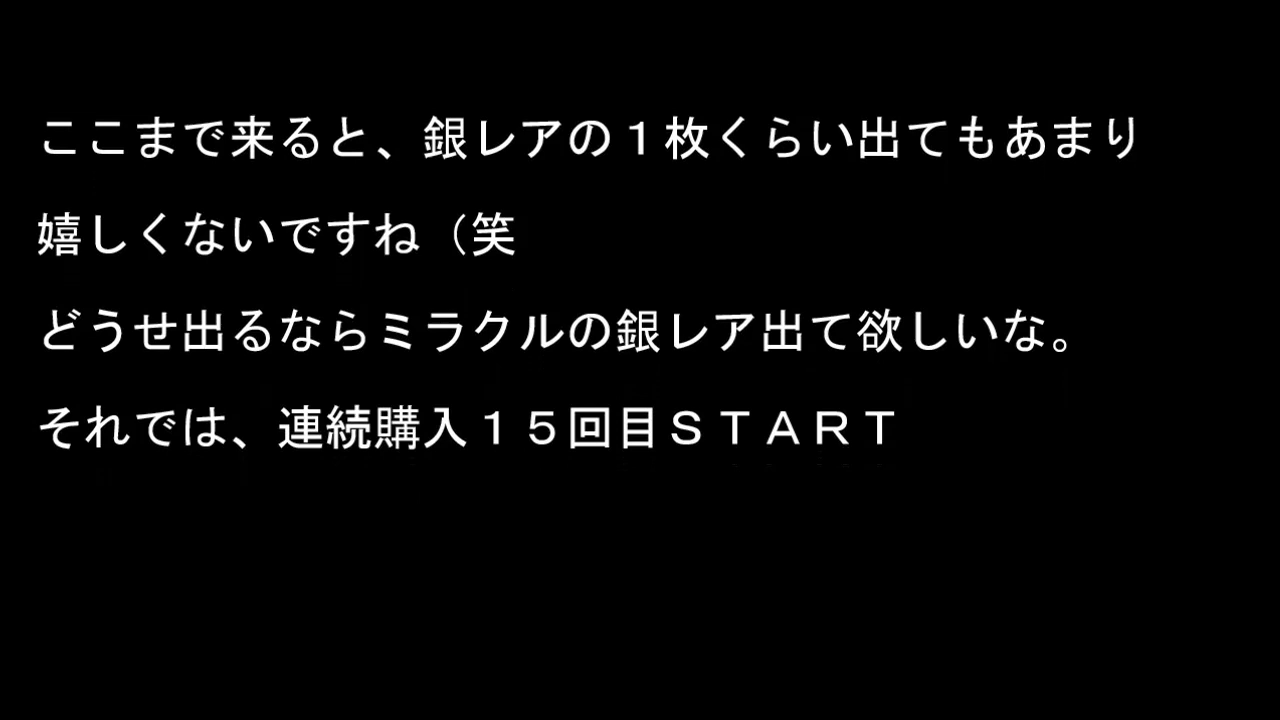 ここまで来ると、銀レアの１枚くらい出てもあまり
嬉しくないですね（笑
どうせ出るならミラクルの銀レア出て欲しいな。
それでは、連続購入１５回目ＳＴＡＲＴ